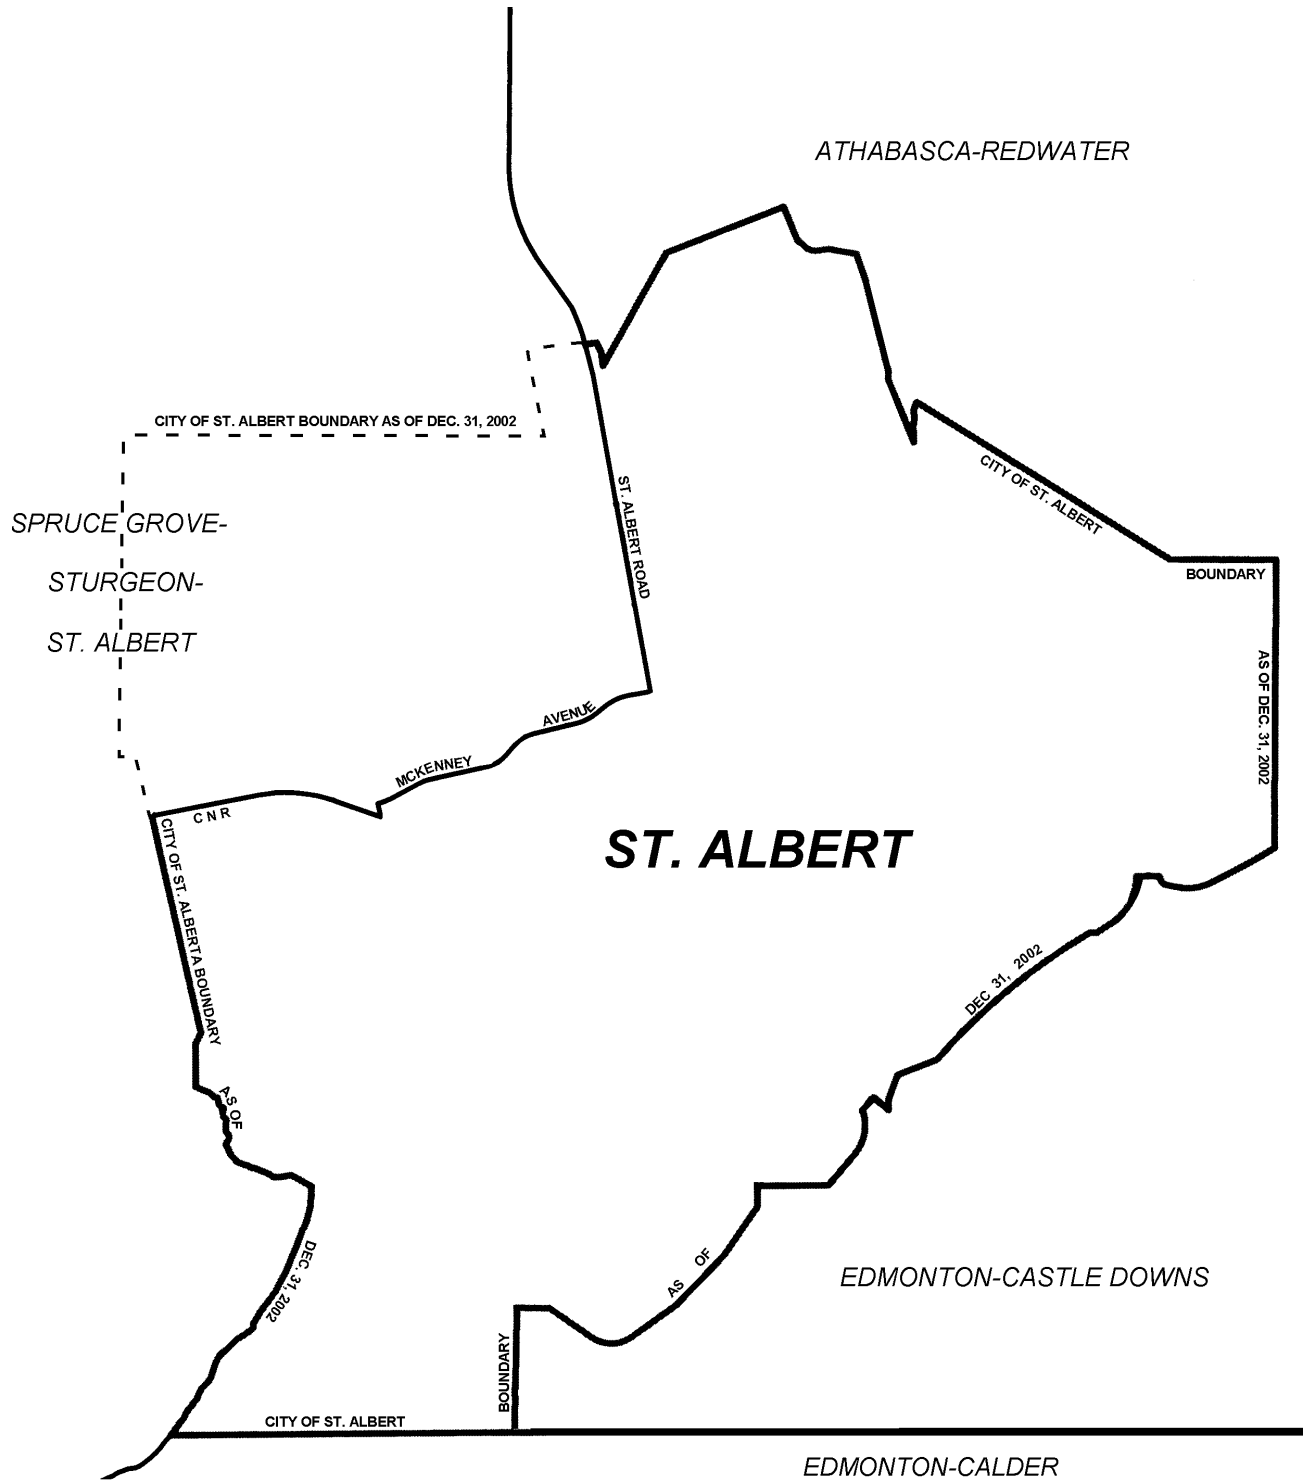 ATHABASCA-REDWATER
CITY OF ST. ALBERT BOUNDARY AS OF DEC. 31, 2002
CITY OF ST. ALBERT
ST. ALBERT ROAD
SPRUCE GROVE-
STURGEON-
ST. ALBERT
BOUNDARY
AS OF DEC. 31, 2002
AVENUE
MCKENNEY
CNR
ST. ALBERT
CITY OF ST. ALBERTA BOUNDARY
DEC 31, 2002
AS OF
DEC. 31, 2002
AS OF
EDMONTON-CASTLE DOWNS
BOUNDARY
CITY OF ST. ALBERT
EDMONTON-CALDER